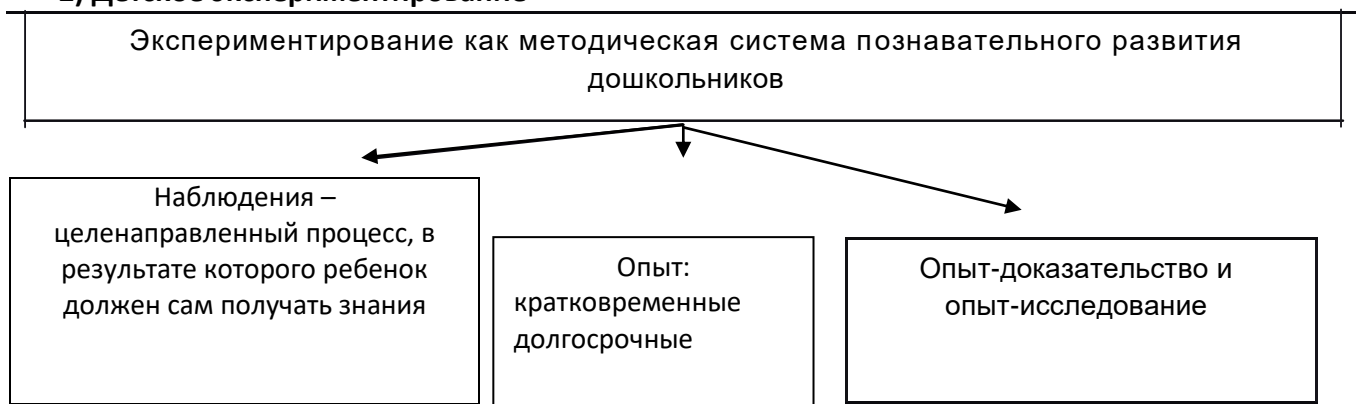 Экспериментирование как методическая система познавательного развития
дошкольников
Наблюдения –
целенаправленный процесс, в
результате которого ребенок
должен сам получать знания
Опыт:
кратковременные
долгосрочные
Опыт-доказательство и
опыт-исследование